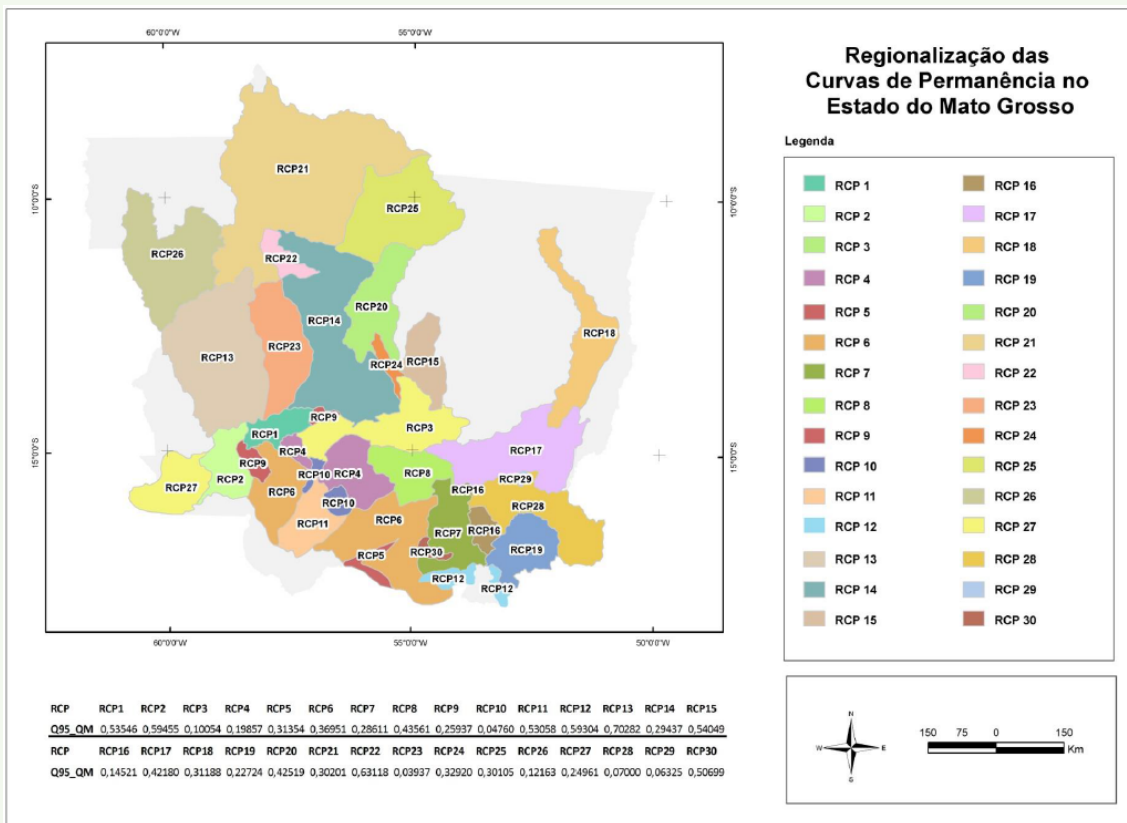 60°0'0"W
55°0'0"W
10°0'0"S
10°0'0"S
15°0'0"S
15°0'0"S
RCP21
RCP25
RCP26
RCP22
RCP20
RCP14
RCP18
RCP23
RCP13
RCP24
RCP15
RCP9
RCP1
RCP3
RCP4
RCP17
RCP9
RCP10
RCP4
RCP8
RCP2
RCP27
RCP6
RCP29
RCP16
RCP10
RCP28
RCP11
RCP6
RCP7
RCP16
RCP5
RCP30
RCP19
RCP12
RCP12
60°0'0"W
55°0'0"W
50°0'0"W
RCP RCP1 RCP2 RCP3 RCP4 RCP5 RCP6 RCP7 RCP8 RCP9 RCP10 RCP11 RCP12 RCP13 RCP14 RCP15
Q95_QM 0,53546 0,59455 0,10054 0,19857 0,31354 0,36951 0,28611 0,43561 0,25937 0,04760 0,53058 0,59304 0,70282 0,29437 0,54049
RCP RCP16 RCP17 RCP18 RCP19 RCP20 RCP21 RCP22 RCP23 RCP24 RCP25 RCP26 RCP27 RCP28 RCP29 RCP30
Q95_QM 0,14521 0,42180 0,31188 0,22724 0,42519 0,30201 0,63118 0,03937 0,32920 0,30105 0,12163 0,24961 0,07000 0,06325 0,50699
Regionalização das
Curvas de Permanência no
Estado do Mato Grosso
Legenda
RCP 1
RCP 2
RCP 3
RCP 4
RCP 5
RCP 6
RCP 7
RCP 8
RCP 9
RCP 10
RCP 11
RCP 12
RCP 13
RCP 14
RCP 15
RCP 16
RCP 17
RCP 18
RCP 19
RCP 20
RCP 21
RCP 22
RCP 23
RCP 24
RCP 25
RCP 26
RCP 27
RCP 28
RCP 29
RCP 30
N
W E
S
150 75 0 150
Km